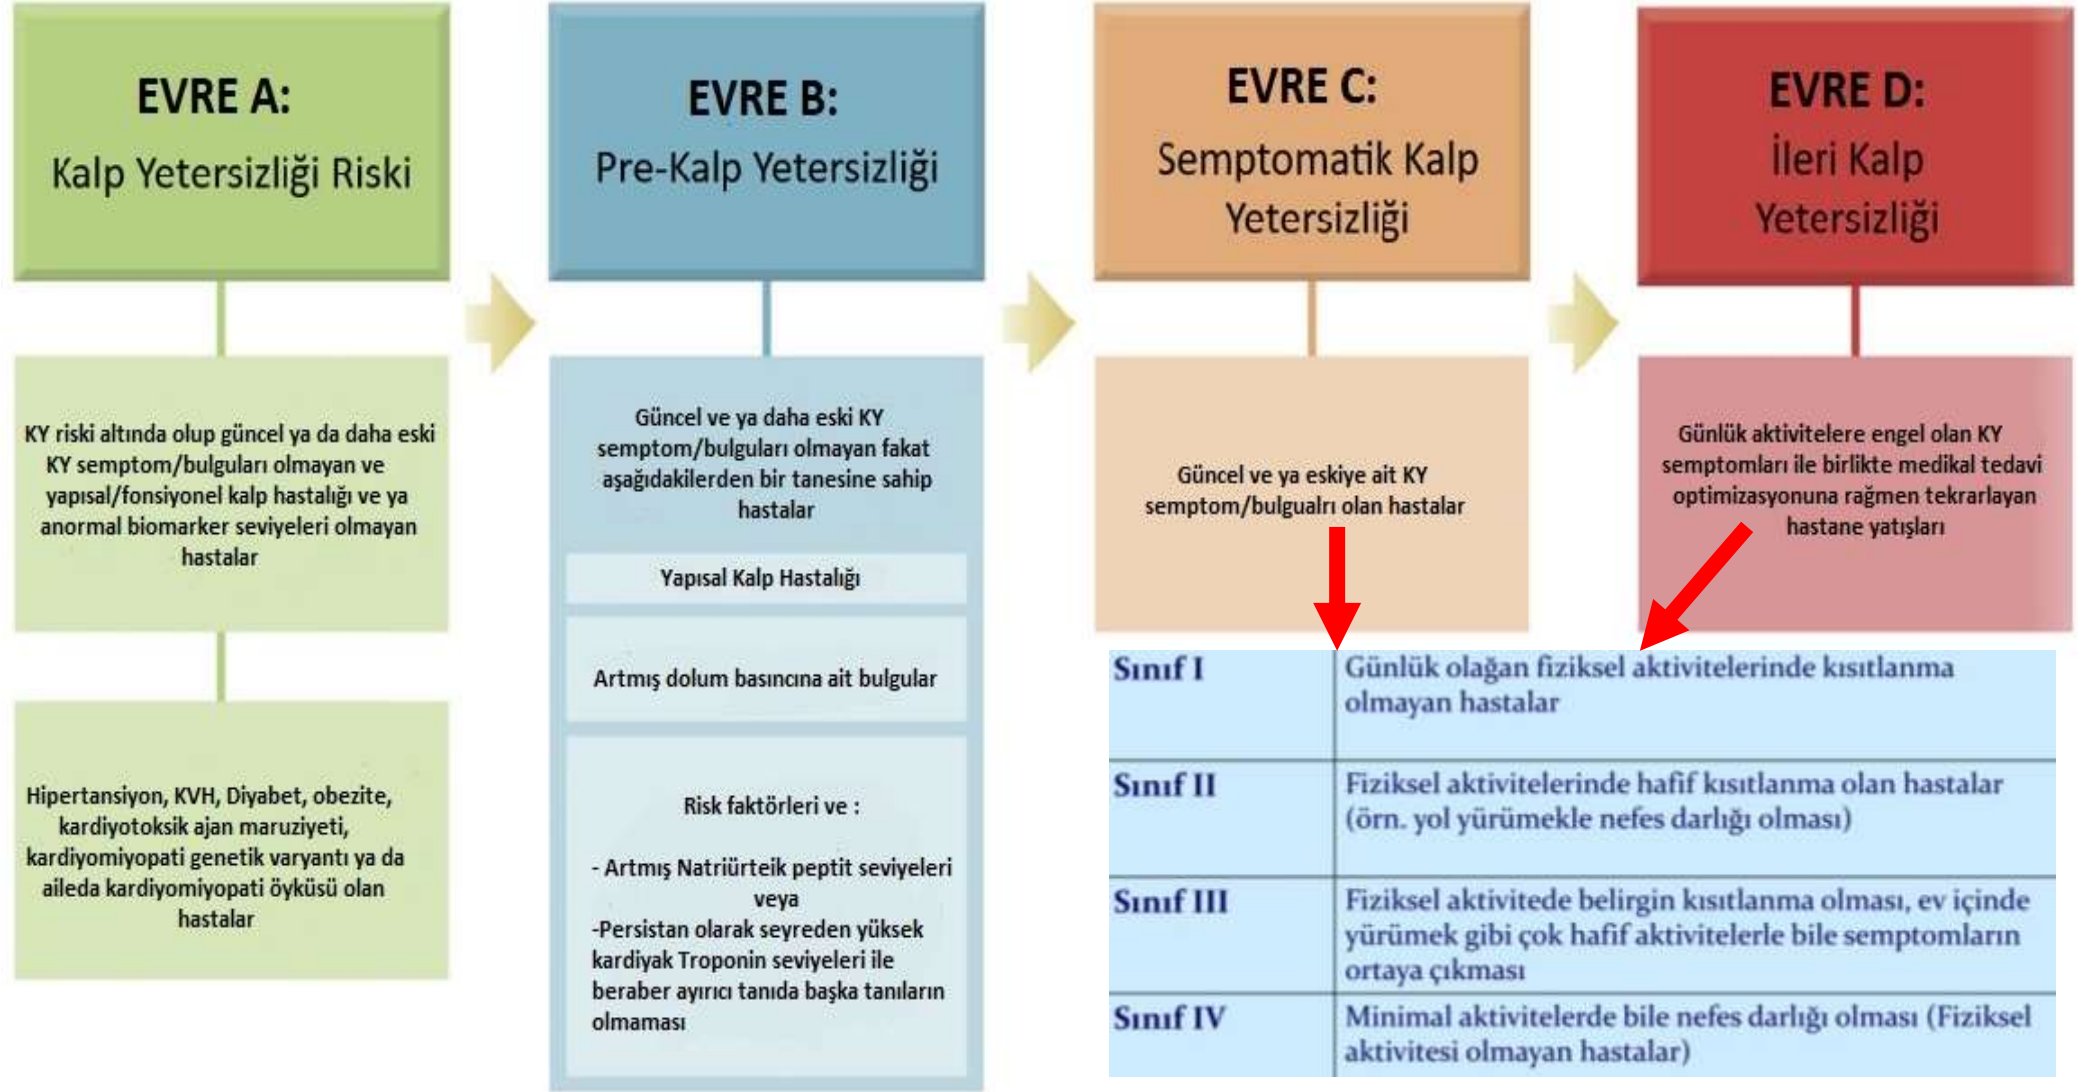 EVRE A:
Kalp Yetersizliği Riski
KY riski altında olup güncel ya da daha eski
KY semptom/bulguları olmayan ve
yapısal/fonsiyonel kalp hastalığı ve ya
anormal biomarker seviyeleri olmayan
hastalar
Hipertansiyon, KVH, Diyabet, obezite,
kardiyotoksik ajan maruziyeti,
kardiyomiyopati genetik varyantı ya da
aileda kardiyomiyopati öyküsü olan
hastalar
EVRE B:
Pre-Kalp Yetersizliği
Güncel ve ya daha eski KY
semptom/bulguları olmayan fakat
aşağıdakilerden bir tanesine sahip
hastalar
Yapısal Kalp Hastalığı
Artmış dolum basıncına ait bulgular
Risk faktörleri ve :
- Artmış Natriürteik peptit seviyeleri
veya
-Persistan olarak seyreden yüksek
kardiyak Troponin seviyeleri ile
beraber ayırıcı tanıda başka tanıların
olmaması
EVRE C:
Semptomatik Kalp
Yetersizliği
Güncel ve ya eskiye ait KY
semptom/bulgualrı olan hastalar
EVRE D:
İleri Kalp
Yetersizliği
Günlük aktivitelere engel olan KY
semptomları ile birlikte medikal tedavi
optimizasyonuna rağmen tekrarlayan
hastane yatışları
Sınıf I
Günlük olağan fiziksel aktivitelerinde kısıtlanma
olmayan hastalar
Sınıf II
Fiziksel aktivitelerinde hafif kısıtlanma olan hastalar
(örn. yol yürümekle nefes darlığı olması)
Sınıf III
Fiziksel aktivitede belirgin kısıtlanma olması, ev içinde
yürümek gibi çok hafif aktivitelerle bile semptomların
ortaya çıkması
Sınıf IV
Minimal aktivitelerde bile nefes darlığı olması (Fiziksel
aktivitesi olmayan hastalar)